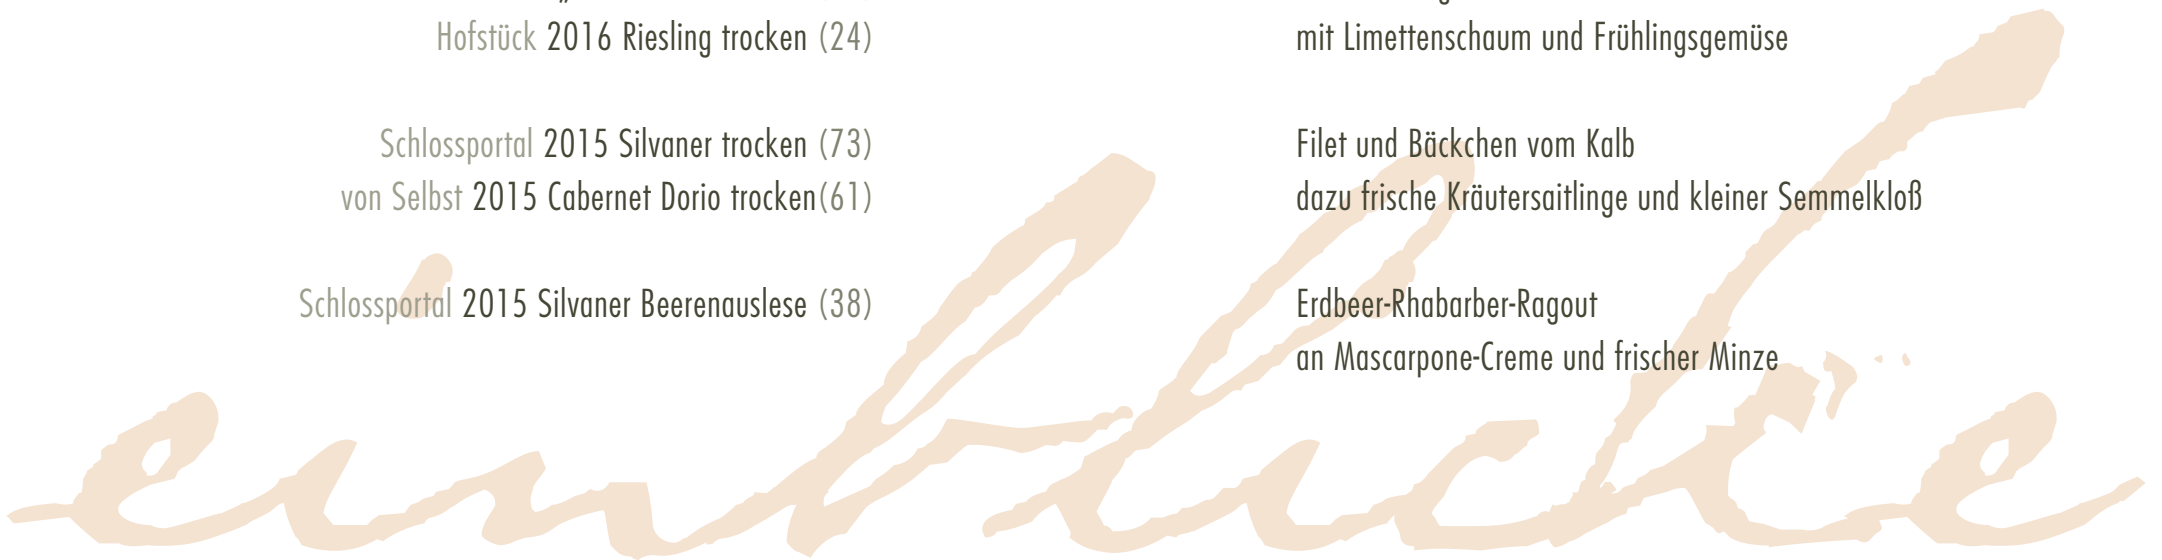 Hofstück 2016 Riesling trocken (24)
mit Limettenschaum und Frühlingsgemüse
Schlossportal 2015 Silvaner trocken (73)
von Selbst 2015 Cabernet Dorio trocken(61)
Filet und Bäckchen vom Kalb
dazu frische Kräutersaitlinge und kleiner Semmelkloß
Schlossportal 2015 Silvaner Beerenauslese (38)
Erdbeer-Rhabarber-Ragout
an Mascarpone-Creme und frischer Minze
einblicke